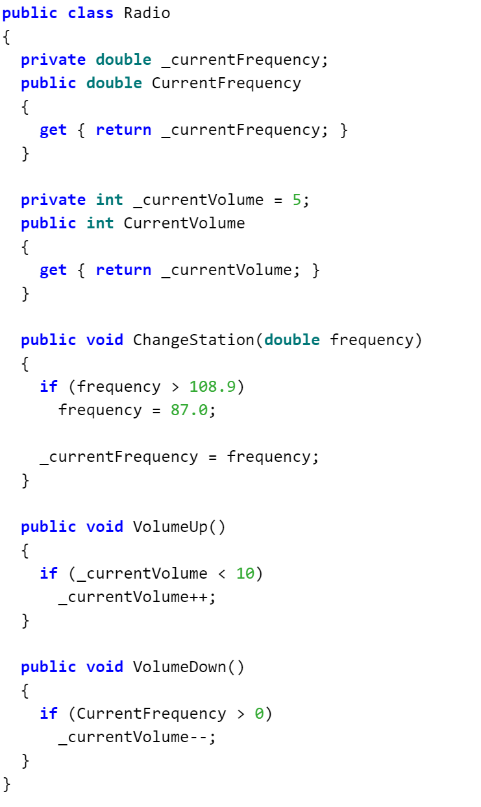 public class Radio
{
  private double _currentFrequency;
  public double CurrentFrequency
  {
    get { return _currentFrequency; }
  }

  private int _currentVolume = 5;
  public int CurrentVolume
  {
    get { return _currentVolume; }
  }

  public void ChangeStation(double frequency)
  {
    if (frequency > 108.9)
      frequency = 87.0;

    _currentFrequency = frequency;
  }

  public void VolumeUp()
  {
    if (_currentVolume < 10)
      _currentVolume++;
  }

  public void VolumeDown()
  {
    if (CurrentFrequency > 0)
      _currentVolume--;
  }
}